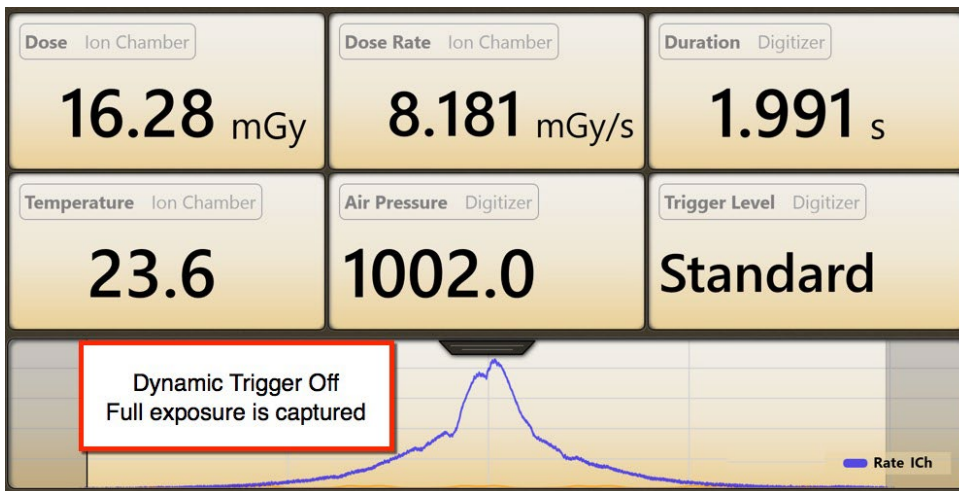 Dose Ion Chamber
16.28 mGy
Dose Rate Ion Chamber
8.181 mGy/s
Duration Digitizer
1.991 s
Temperature Ion Chamber
23.6
Air Pressure Digitizer
1002.0
Trigger Level Digitizer
Standard
Dynamic Trigger Off
Full exposure is captured
Rate ICh